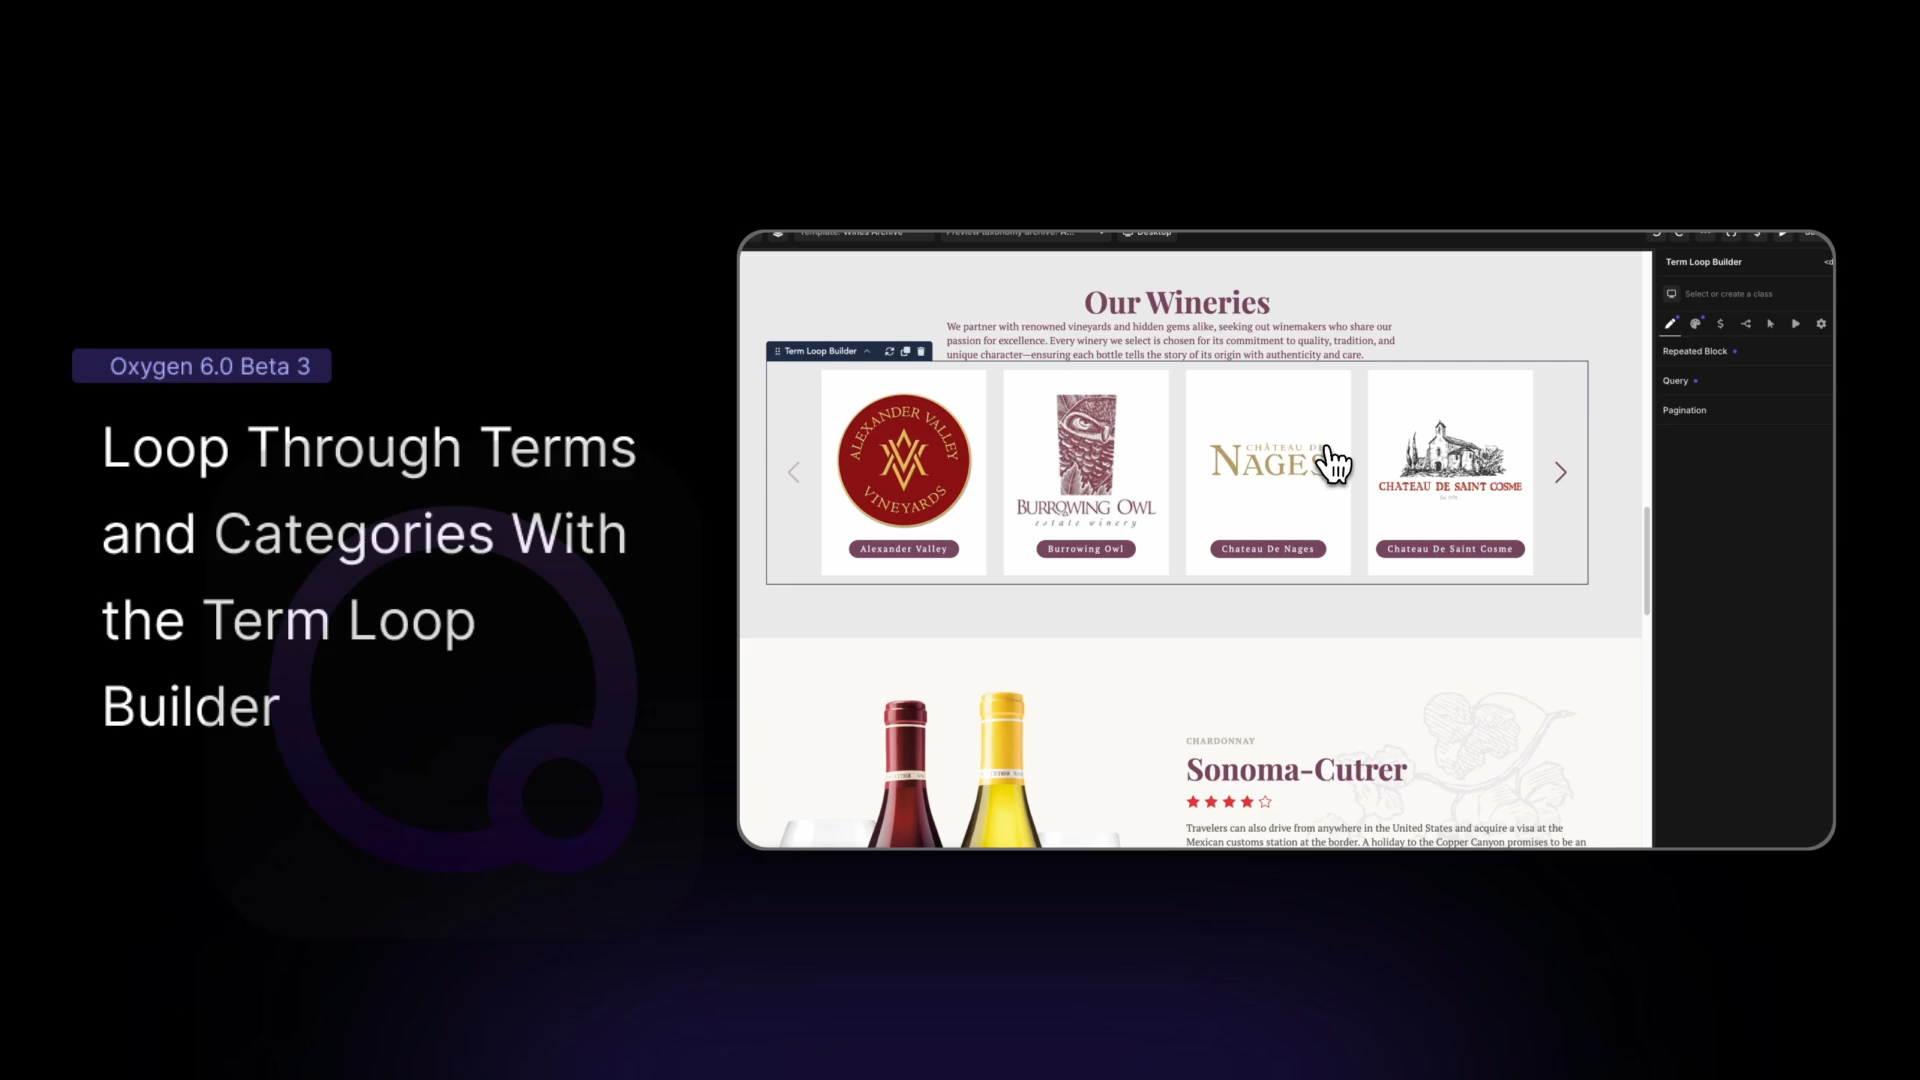 Oxygen 6.0 Beta 3
Loop Through Terms
and Categories With
the Term Loop
Builder
Template: Wines Archive
Preview taxonomy archive: A...
Desktop
Our Wineries
We partner with renowned vineyards and hidden gems alike, seeking out winemakers who share our
passion for excellence. Every winery we select is chosen for its commitment to quality, tradition, and
unique character—ensuring each bottle tells the story of its origin with authenticity and care.
Term Loop Builder
ALEXANDER VALLEY
VINEYARDS
Alexander Valley
BURROWING OWL
estate winery
Burrowing Owl
CHÂTEAU
NAGES
Chateau De Nages
CHATEAU DE SAINT COSME
Chateau De Saint Cosme
CHARDONNAY
Sonoma-Cutrer
Travelers can also drive from anywhere in the United States and acquire a visa at the
Mexican customs station at the border. A holiday to the Copper Canyon promises to be an
Term Loop Builder
Select or create a class
Repeated Block
Query
Pagination